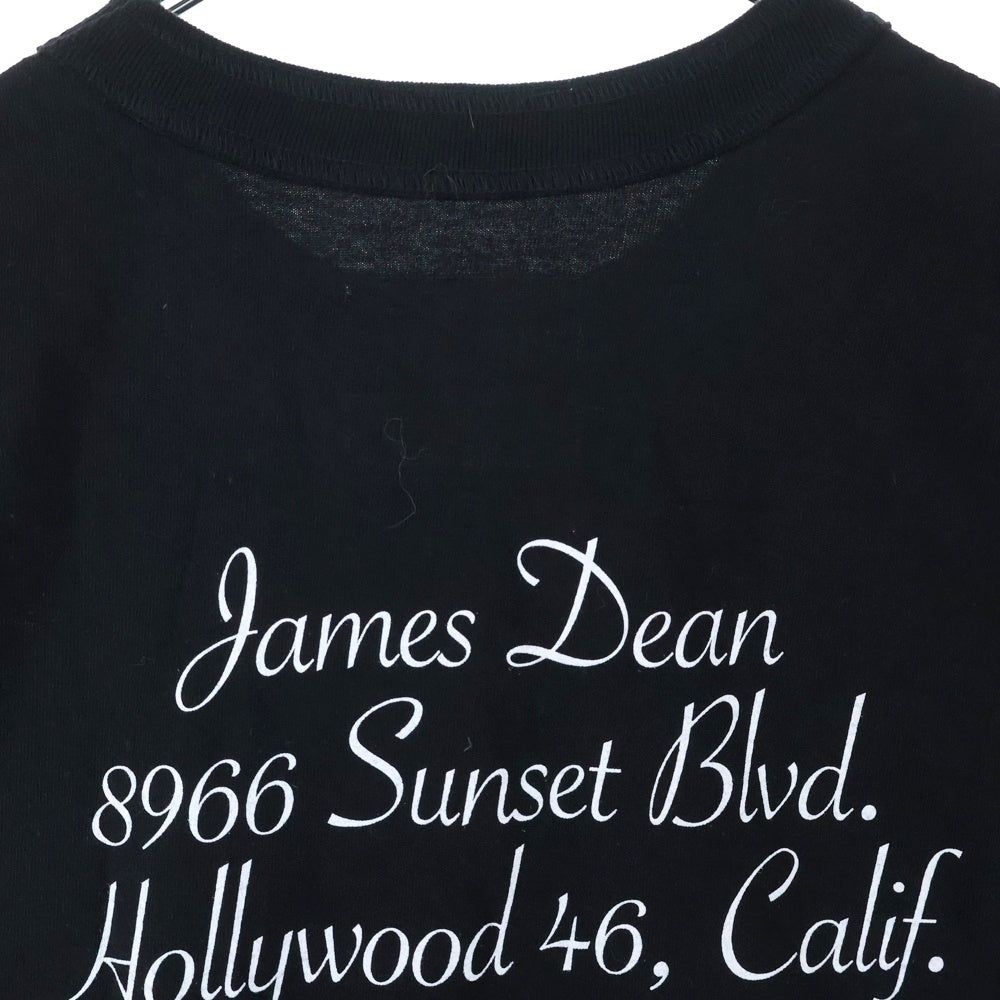 James Dean
8966 Sunset Blvd.
Hollywood 46, Calif.